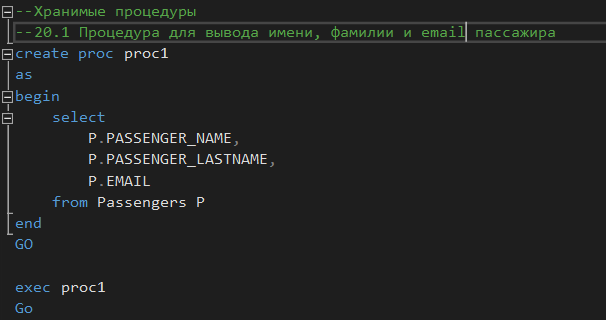 --Хранимые процедуры
--20.1 Процедура для вывода имени, фамилии и email пассажира
create proc proc1
as
begin
select
P.PASSENGER_NAME,
P.PASSENGER_LASTNAME,
P.EMAIL
from Passengers P
end
GO
exec proc1
Go